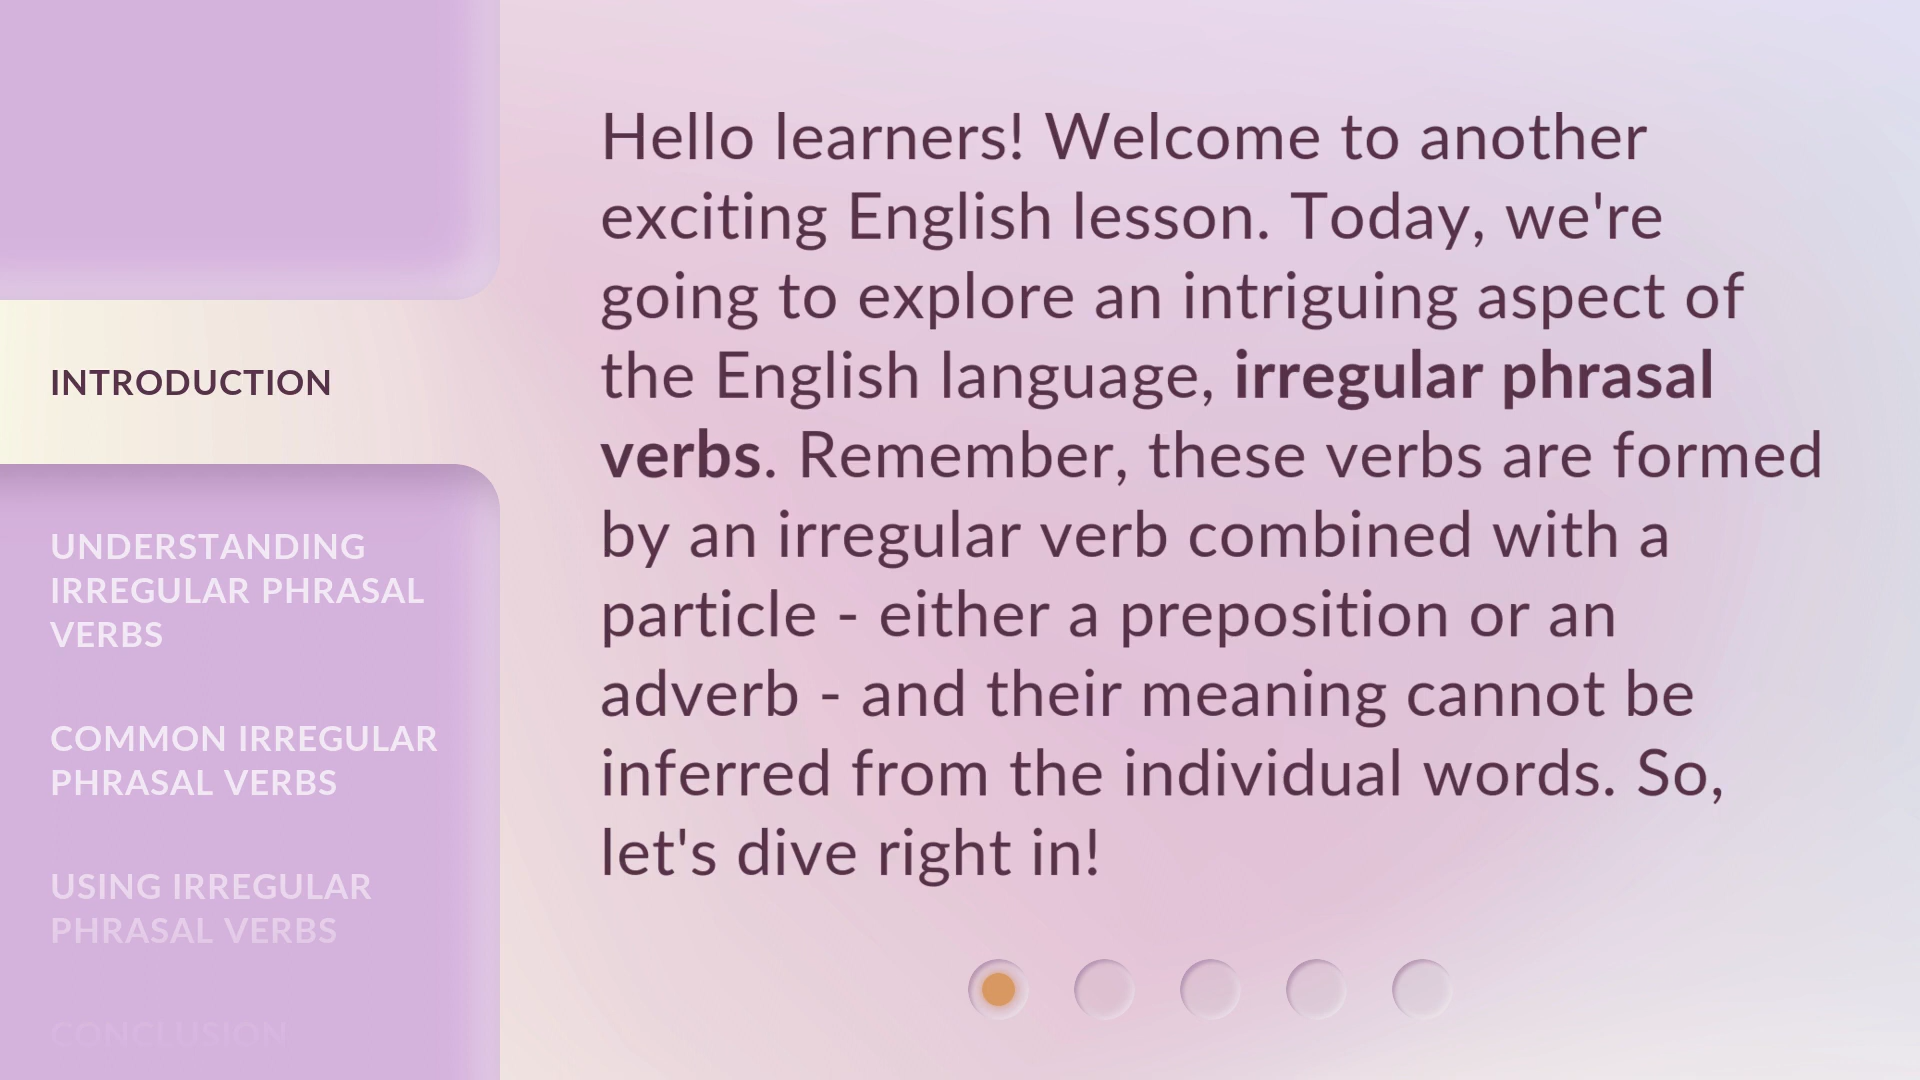 INTRODUCTION
UNDERSTANDING
IRREGULAR PHRASAL
VERBS
COMMON IRREGULAR
PHRASAL VERBS
USING IRREGULAR
PHRASAL VERBS
CONCLUSION
Hello learners! Welcome to another
exciting English lesson. Today, we're
going to explore an intriguing aspect of
the English language, irregular phrasal
verbs. Remember, these verbs are formed
by an irregular verb combined with a
particle - either a preposition or an
adverb - and their meaning cannot be
inferred from the individual words. So,
let's dive right in!